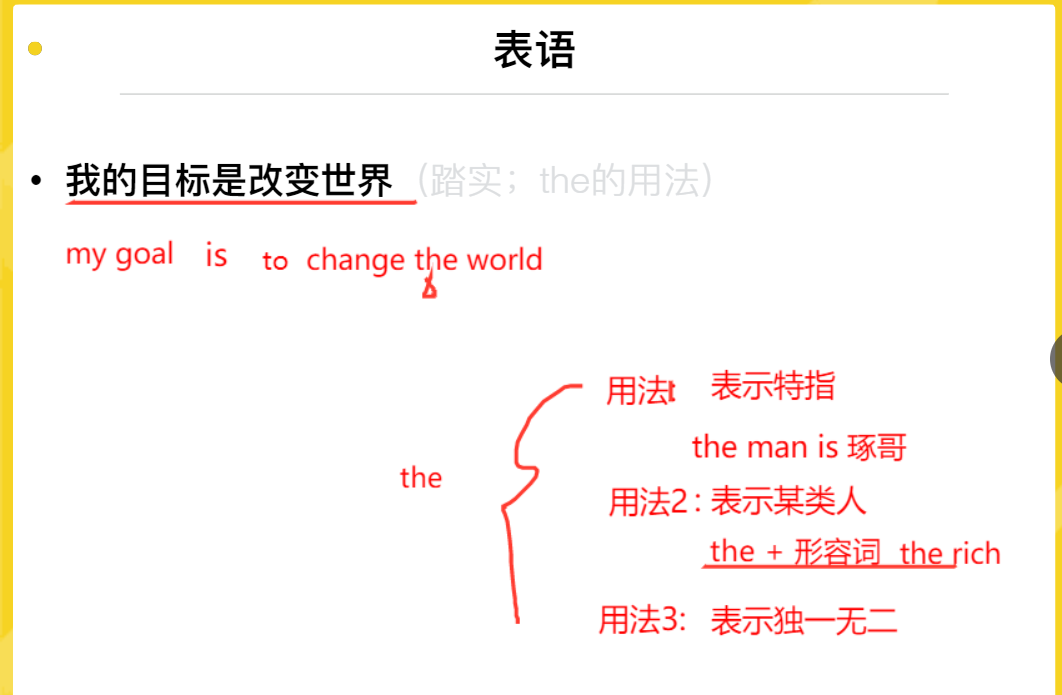 表语
我的目标是改变世界（踏实；the的用法）
my goal is to change the world
用法1 表示特指
the man is 琢哥
the
用法2：表示某类人
the + 形容词 the rich
用法3: 表示独一无二